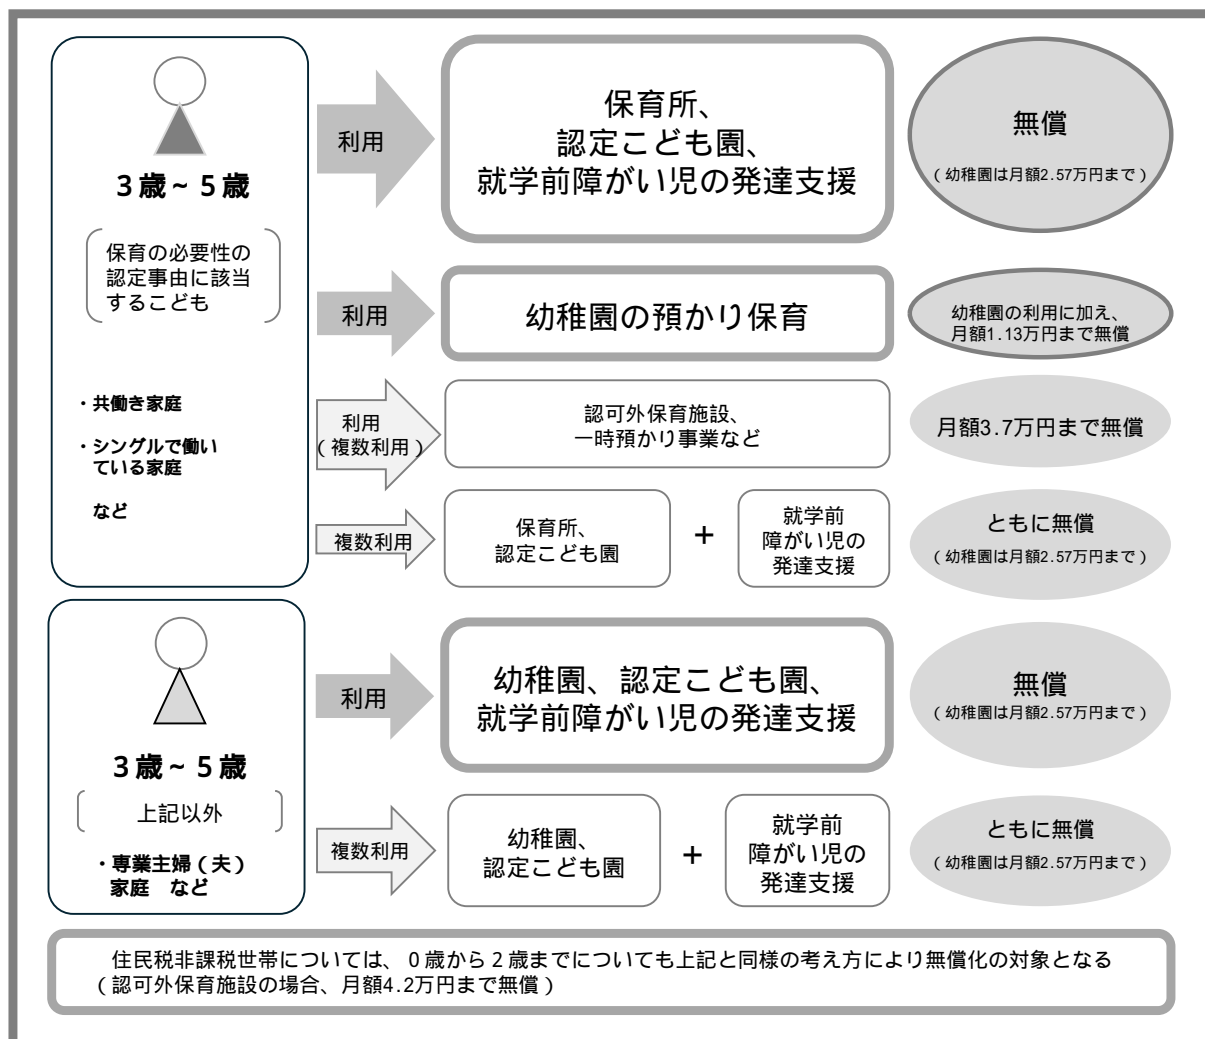 3歳~5歳
保育の必要性の
認定事由に該当
するこども
・共働き家庭
・シングルで働い
ている家庭
など
利用
保育所、
認定こども園、
就学前障がい児の発達支援
無償
(幼稚園は月額2.57万円まで)
利用
幼稚園の預かり保育
幼稚園の利用に加え、
月額1.13万円まで無償
利用
(複数利用)
認可外保育施設、
一時預かり事業など
月額3.7万円まで無償
複数利用
保育所、
認定こども園
+
就学前
障がい児の
発達支援
ともに無償
(幼稚園は月額2.57万円まで)
3歳~5歳
上記以外
・専業主婦(夫)
家庭 など
利用
幼稚園、認定こども園、
就学前障がい児の発達支援
無償
(幼稚園は月額2.57万円まで)
複数利用
幼稚園、
認定こども園
+
就学前
障がい児の
発達支援
ともに無償
(幼稚園は月額2.57万円まで)
住民税非課税世帯については、0歳から2歳までについても上記と同様の考え方により無償化の対象となる
(認可外保育施設の場合、月額4.2万円まで無償)